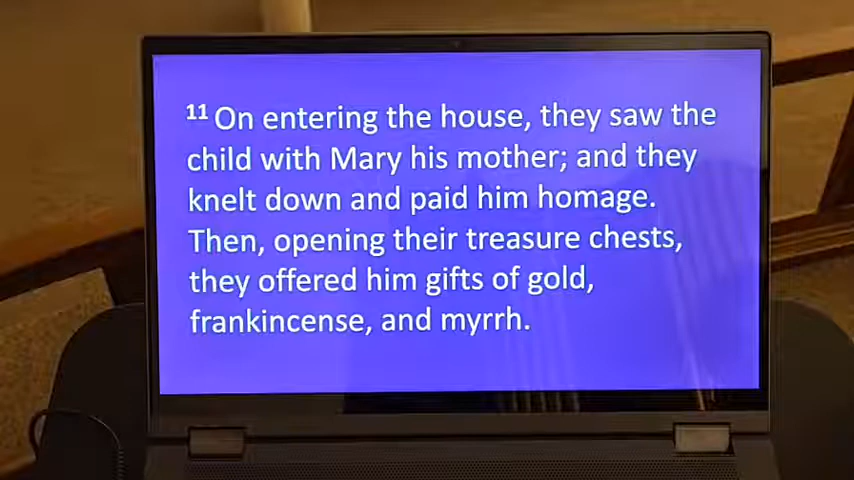 11 On entering the house, they saw the
child with Mary his mother; and they
knelt down and paid him homage.
Then, opening their treasure chests,
they offered him gifts of gold,
frankincense, and myrrh.